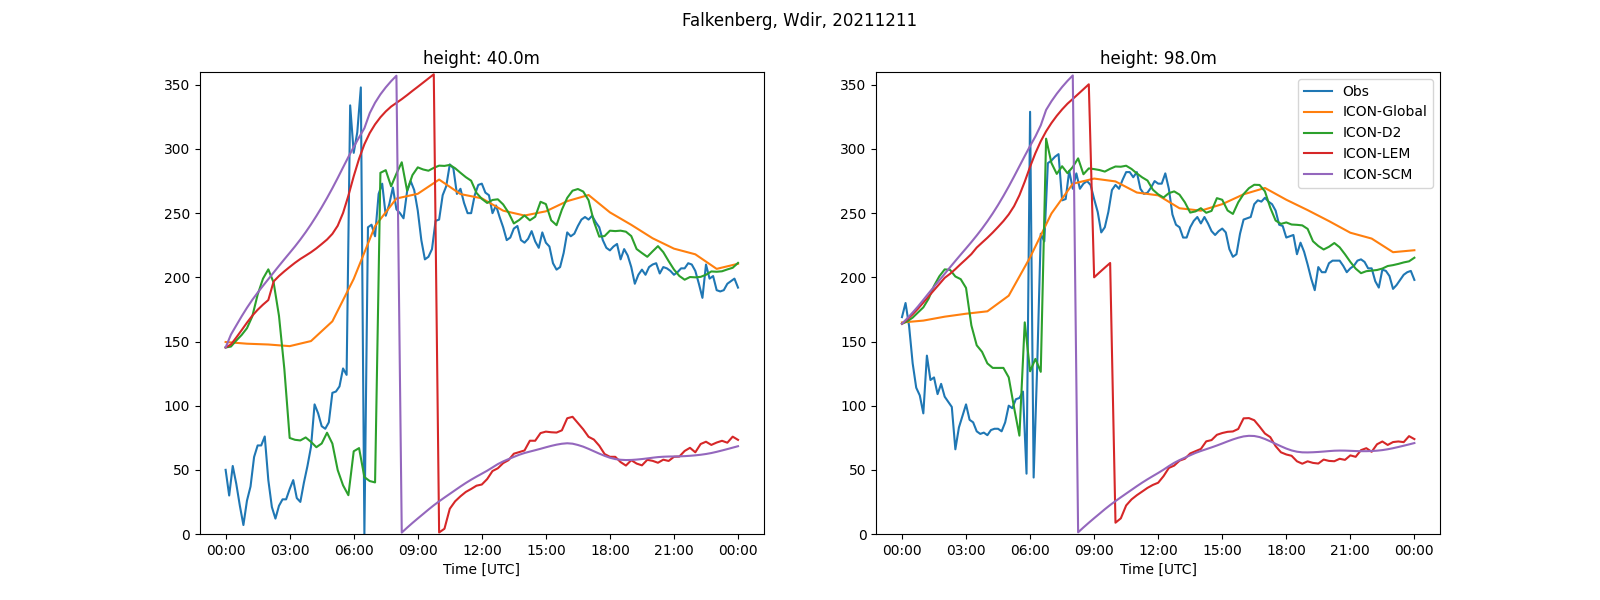 Falkenberg, Wdir, 20211211
height: 40.0m
350
300
250
200
150
100
50
0
00:00 03:00 06:00 09:00 12:00 15:00 18:00 21:00 00:00
Time [UTC]
height: 98.0m
350
300
250
200
150
100
50
0
Obs
ICON-Global
ICON-D2
ICON-LEM
ICON-SCM
00:00 03:00 06:00 09:00 12:00 15:00 18:00 21:00 00:00
Time [UTC]